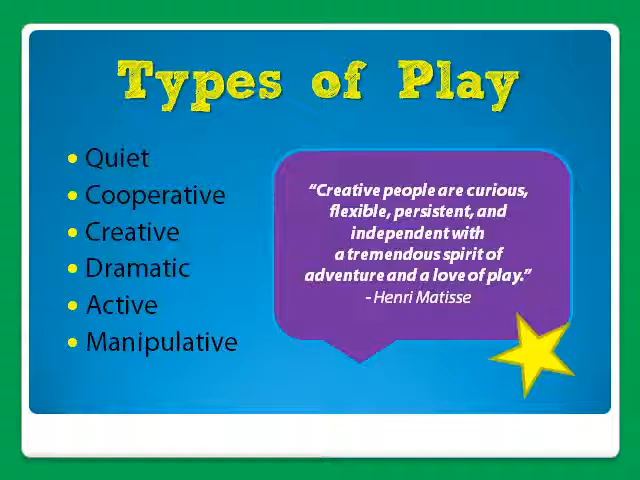 Types of Play
Quiet
Cooperative
Creative
Dramatic
Active
Manipulative
“Creative people are curious,
flexible, persistent, and
independent with
a tremendous spirit of
adventure and a love of play.”
- Henri Matisse